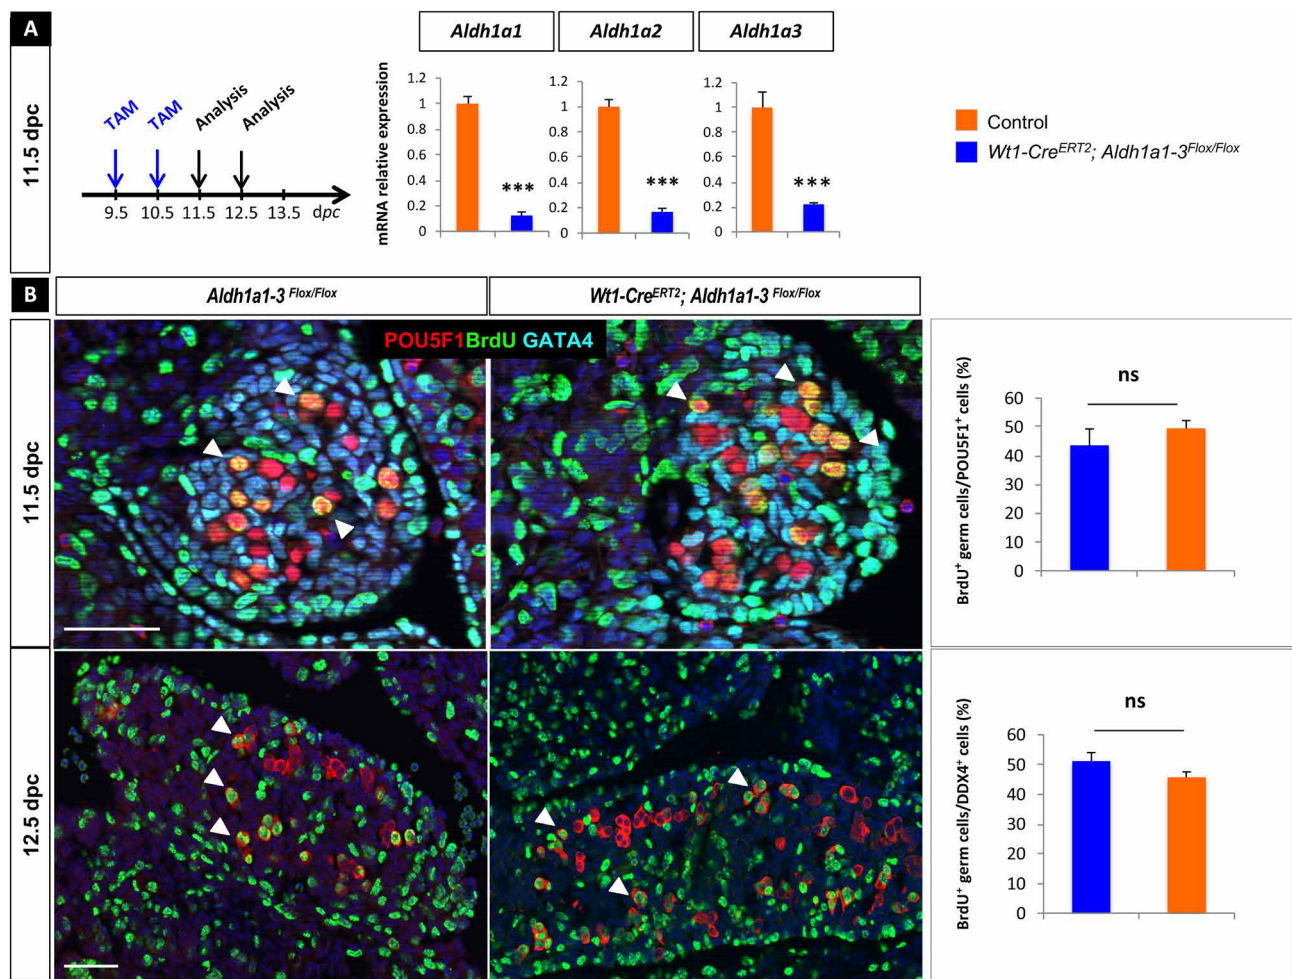 A
11.5 dpc
TAM
TAM
Analysis
Analysis
9.5 10.5 11.5 12.5 13.5 dpc
Aldh1a1
Aldh1a2
Aldh1a3
mRNA relative expression
1.2
1
0.8
0.6
0.4
0.2
0
***
1.2
1
0.8
0.6
0.4
0.2
0
***
1.2
1
0.8
0.6
0.4
0.2
0
***
Control
Wt1-CreERT2; Aldh1a1-3Flox/Flox
B
Aldh1a1-3 Flox/Flox
Wt1-CreERT2; Aldh1a1-3 Flox/Flox
11.5 dpc
POU5F1BrdU GATA4
BrdU+ germ cells/POU5F1+ cells (%)
ns
60
50
40
30
20
10
0
12.5 dpc
BrdU+ germ cells/DDX4+ cells (%)
ns
60
50
40
30
20
10
0